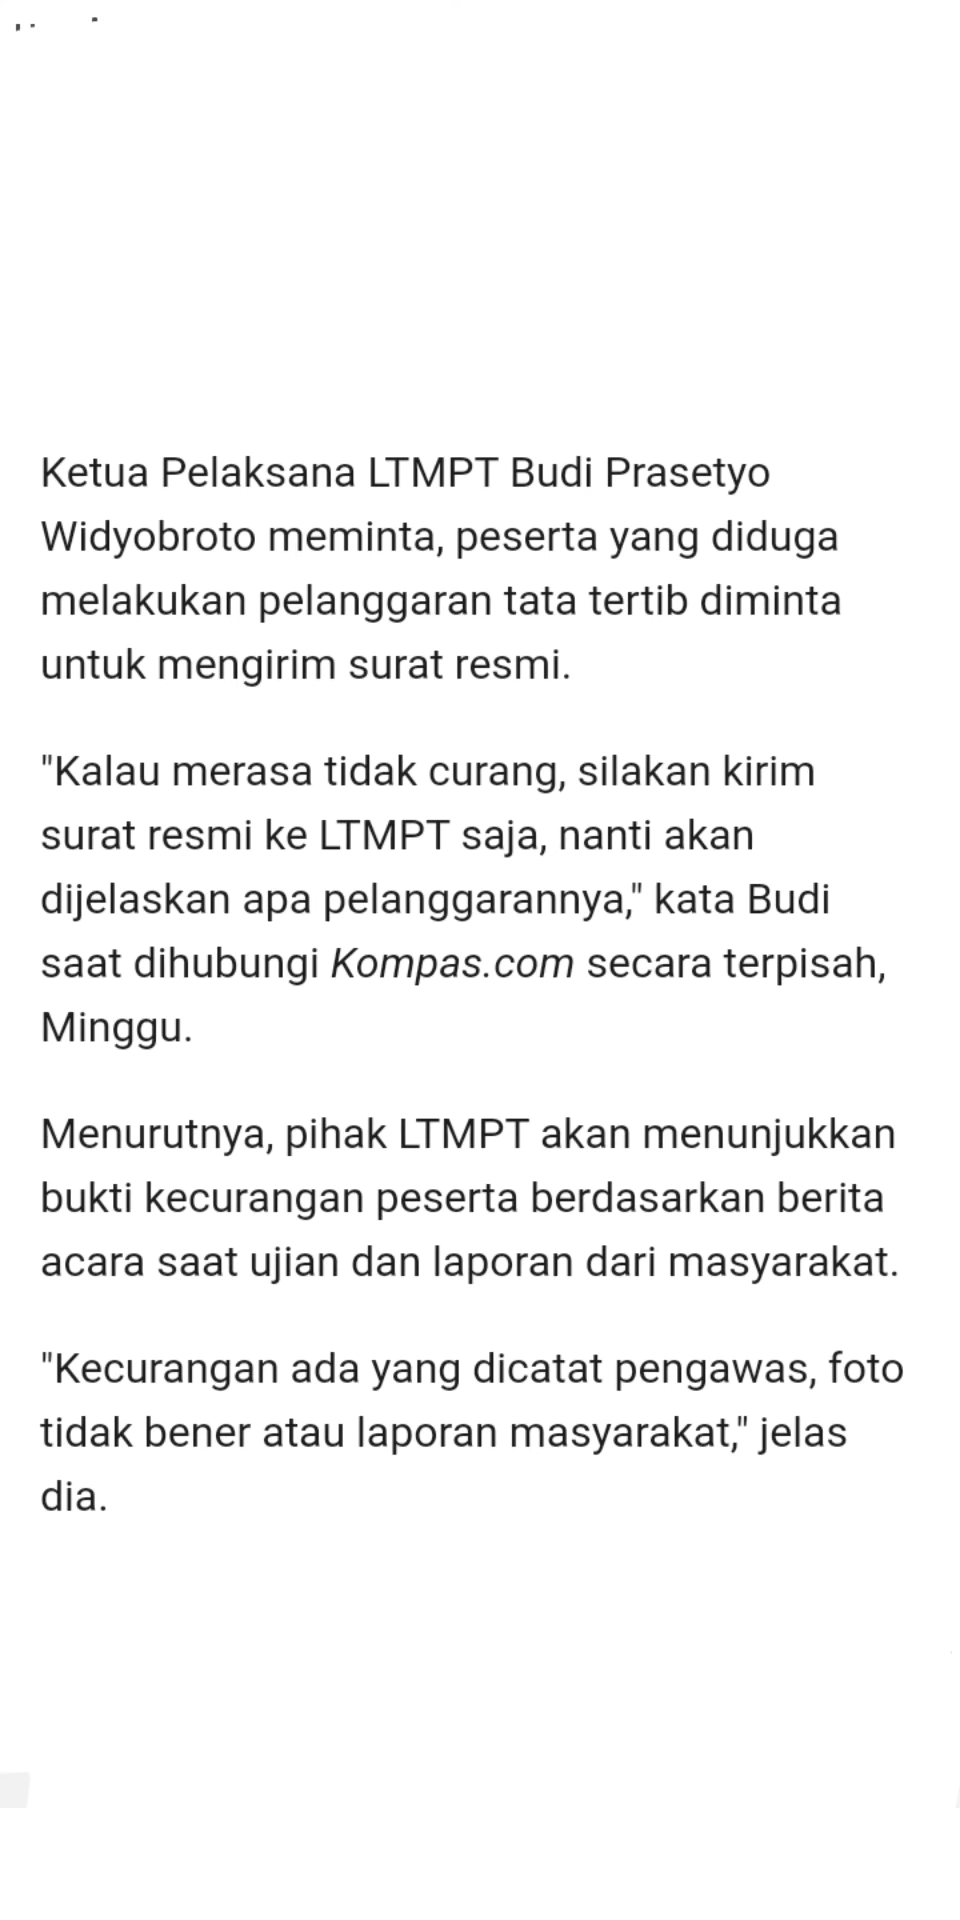 Ketua Pelaksana LTMPT Budi Prasetyo
Widyobroto meminta, peserta yang diduga
melakukan pelanggaran tata tertib diminta
untuk mengirim surat resmi.
"Kalau merasa tidak curang, silakan kirim
surat resmi ke LTMPT saja, nanti akan
dijelaskan apa pelanggarannya," kata Budi
saat dihubungi Kompas.com secara terpisah,
Minggu.
Menurutnya, pihak LTMPT akan menunjukkan
bukti kecurangan peserta berdasarkan berita
acara saat ujian dan laporan dari masyarakat.
"Kecurangan ada yang dicatat pengawas, foto
tidak bener atau laporan masyarakat," jelas
dia.